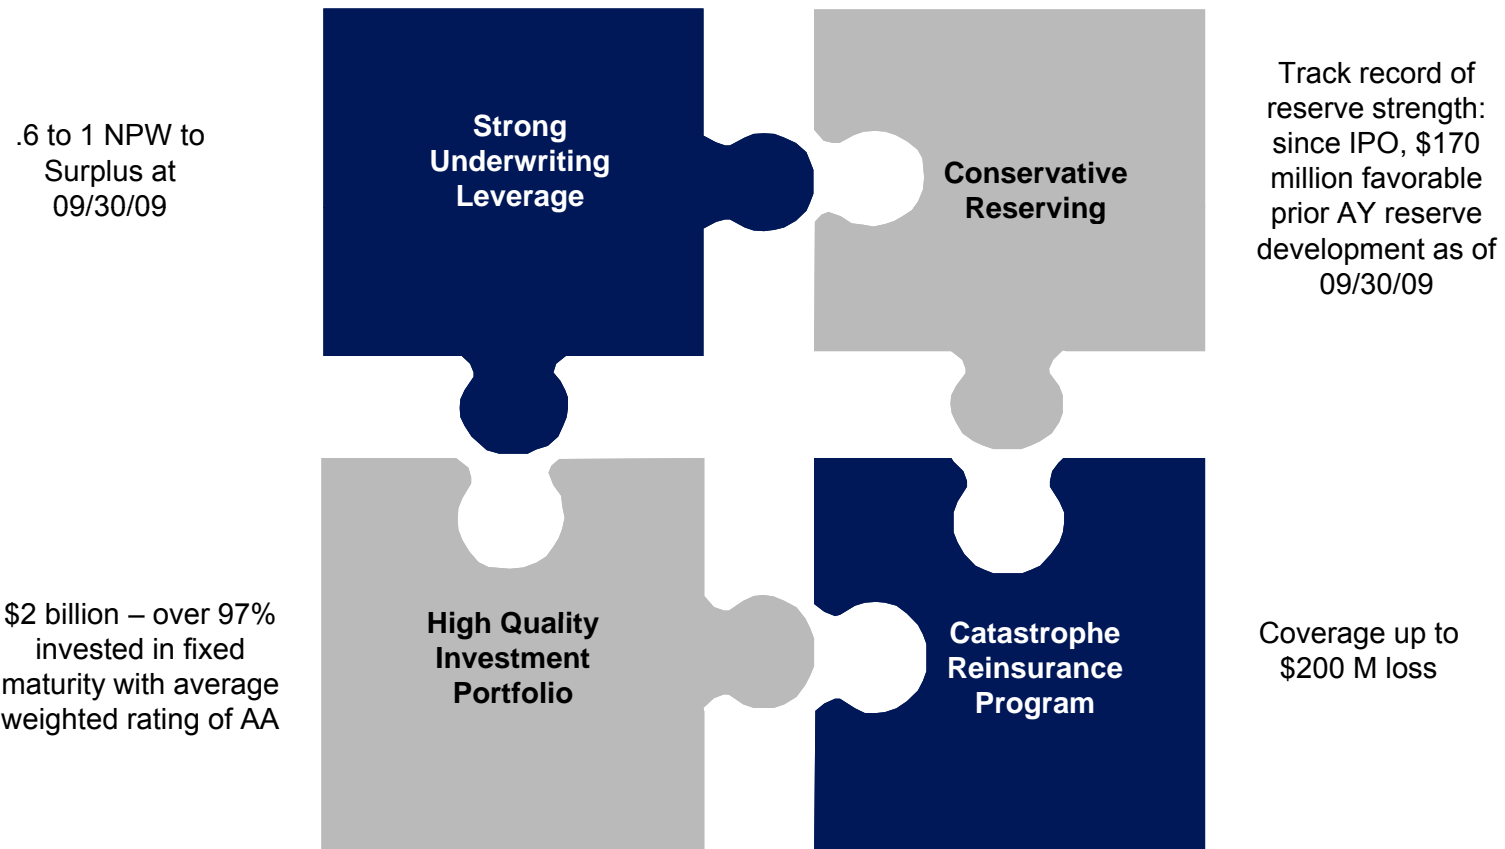 .6 to 1 NPW to
Surplus at
09/30/09
Strong
Underwriting
Leverage
Conservative
Reserving
Track record of
reserve strength:
since IPO, $170
million favorable
prior AY reserve
development as of
09/30/09
$2 billion – over 97%
invested in fixed
maturity with average
weighted rating of AA
High Quality
Investment
Portfolio
Catastrophe
Reinsurance
Program
Coverage up to
$200 M loss